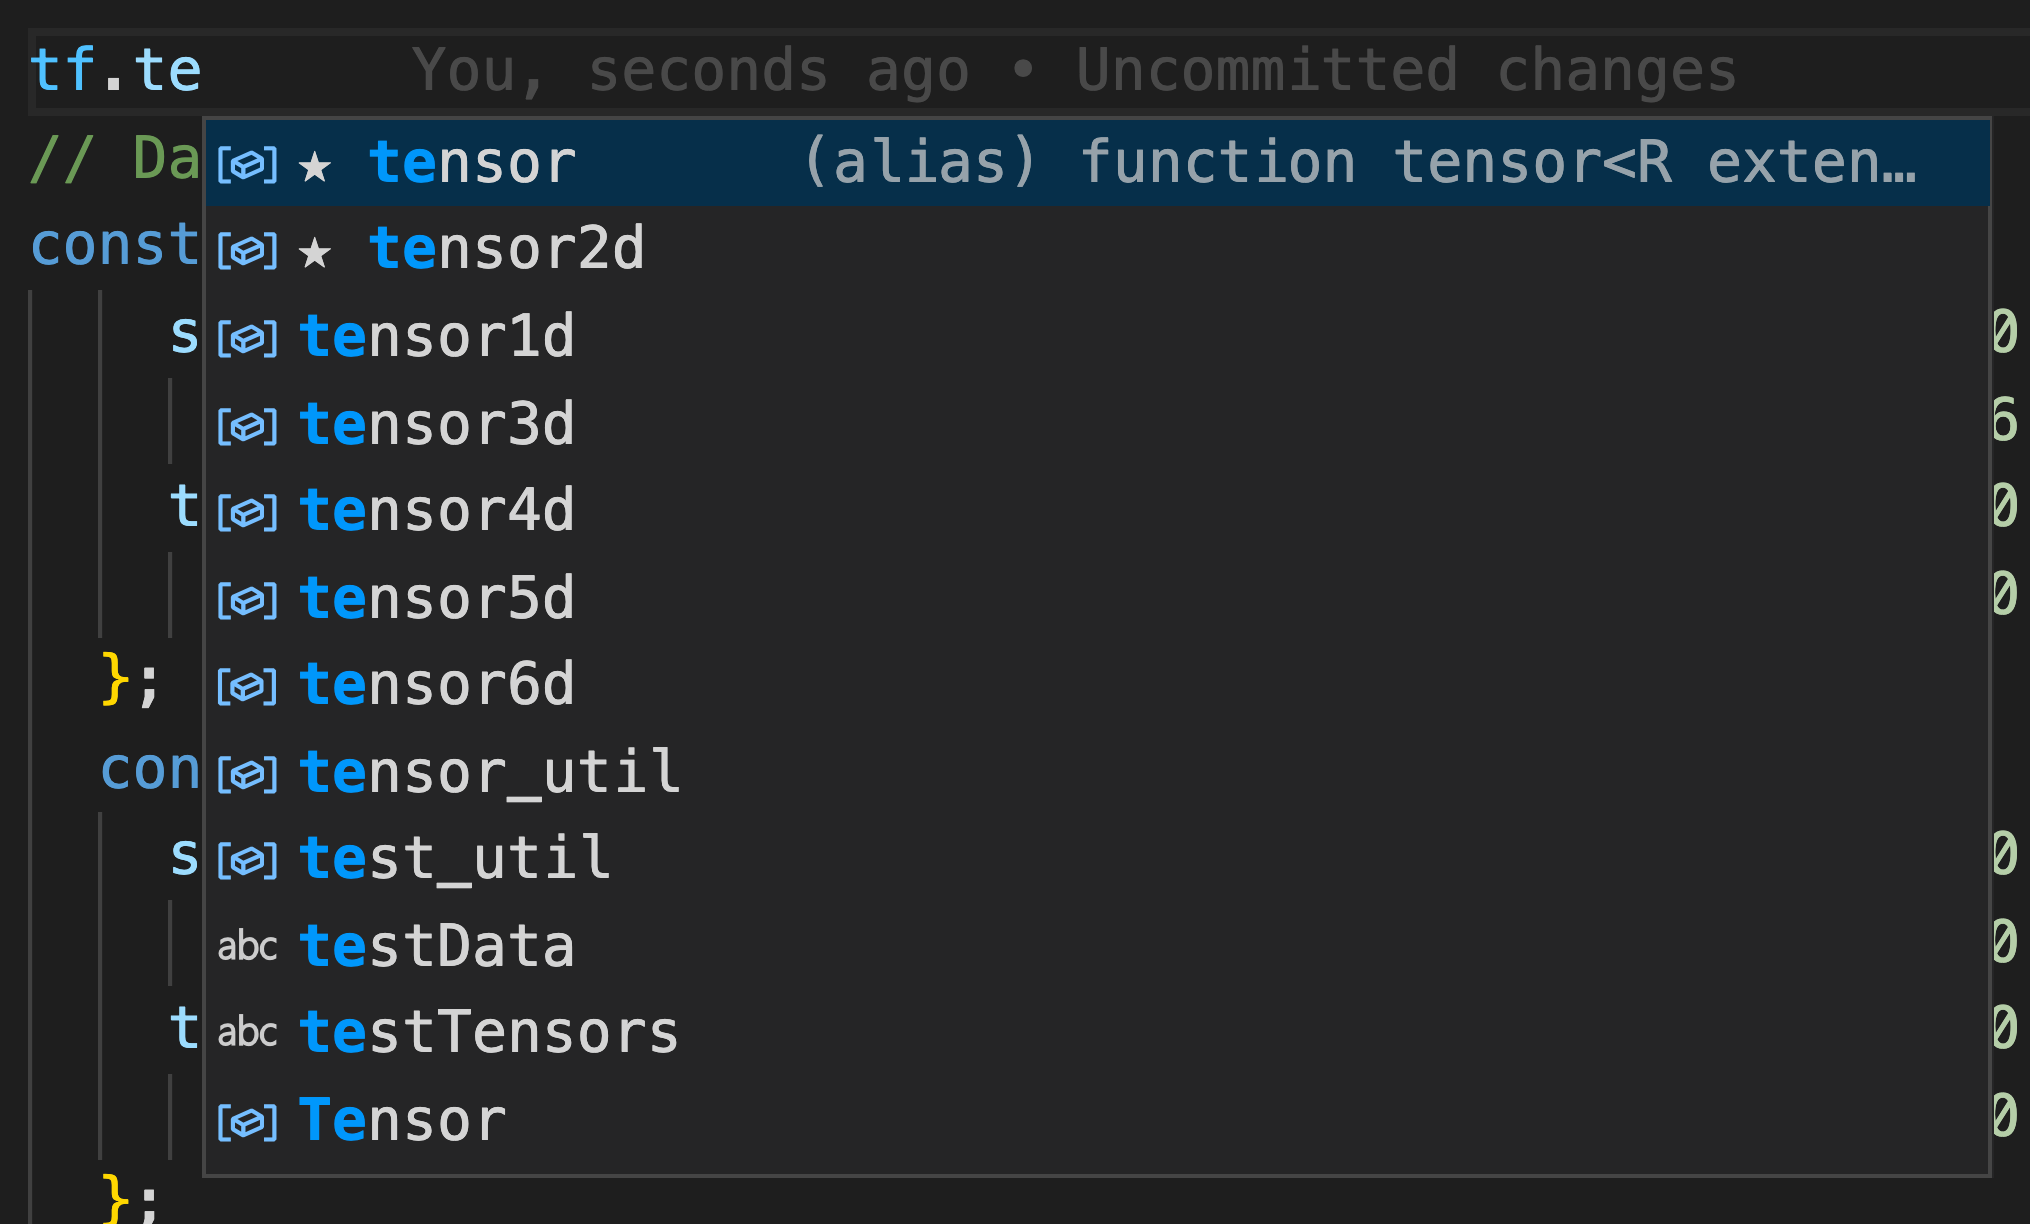 tf.te You, seconds ago • Uncommitted changes
// Da
★ tensor (alias) function tensor<R exten…
const
★ tensor2d
s
tensor1d
0
tensor3d
6
t
tensor4d
0
tensor5d
0
};
tensor6d
con
tensor_util
s
test_util
0
abc testData
0
t
abc testTensors
0
Tensor
0
};